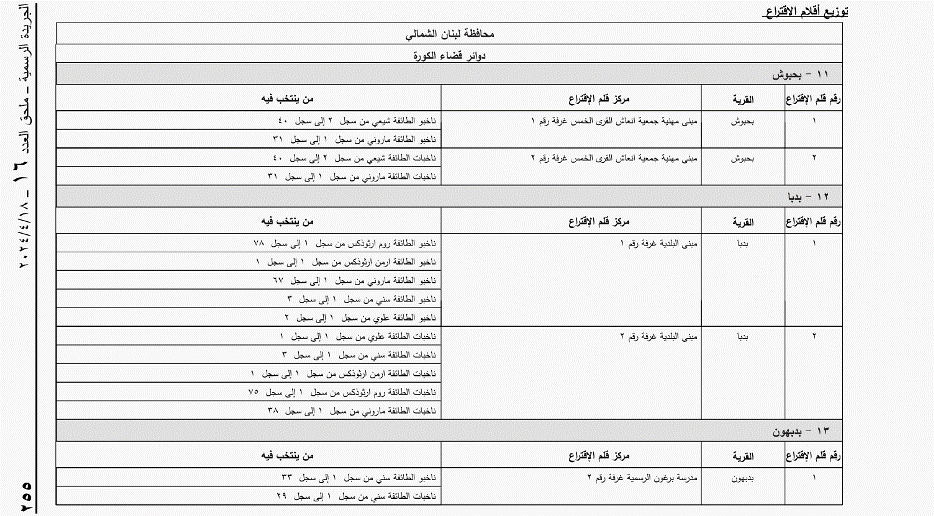 توزيع أقلام الإقتراع
محافظة لبنان الشمالي
دوائر قضاء الكورة
١١ - بحبوش
رقم قلم الإقتراع القرية مركز قلم الإقتراع من ينتخب فيه
١ بحبوش مبنى مهنية جمعية انعاش القرى الخمس غرفة رقم ١ ناخبو الطائفة شيعي من سجل ٢ إلى سجل ٤٠
ناخبو الطائفة ماروني من سجل ١ إلى سجل ٣١
٢ بحبوش مبنى مهنية جمعية انعاش القرى الخمس غرفة رقم ٢ ناخبات الطائفة شيعي من سجل ٢ إلى سجل ٤٠
ناخبات الطائفة ماروني من سجل ١ إلى سجل ٣١
١٢ - بدبا
رقم قلم الإقتراع القرية مركز قلم الإقتراع من ينتخب فيه
١ بدبا مبنى البلدية غرفة رقم ١ ناخبو الطائفة روم ارثوذكس من سجل ١ إلى سجل ٧٨
ناخبو الطائفة ارمن ارثوذكس من سجل ١ إلى سجل ١
ناخبو الطائفة ماروني من سجل ١ إلى سجل ٦٧
ناخبو الطائفة سني من سجل ١ إلى سجل ٣
ناخبو الطائفة علوي من سجل ١ إلى سجل ٢
٢ بدبا مبنى البلدية غرفة رقم ٢ ناخبات الطائفة علوي من سجل ١ إلى سجل ١
ناخبات الطائفة سني من سجل ١ إلى سجل ٣
ناخبات الطائفة ارمن ارثوذكس من سجل ١ إلى سجل ١
ناخبات الطائفة روم ارثوذكس من سجل ١ إلى سجل ٧٥
ناخبات الطائفة ماروني من سجل ١ إلى سجل ٣٨
١٣ - بدبهون
رقم قلم الإقتراع القرية مركز قلم الإقتراع من ينتخب فيه
١ بدبهون مدرسة برغون الرسمية غرفة رقم ٢ ناخبو الطائفة سني من سجل ١ إلى سجل ٣٣
ناخبات الطائفة سني من سجل ١ إلى سجل ٢٩
الجريدة الرسمية – ملحق العدد ١٦ – ٢٠٢٤/٤/١٨
٢٥٥